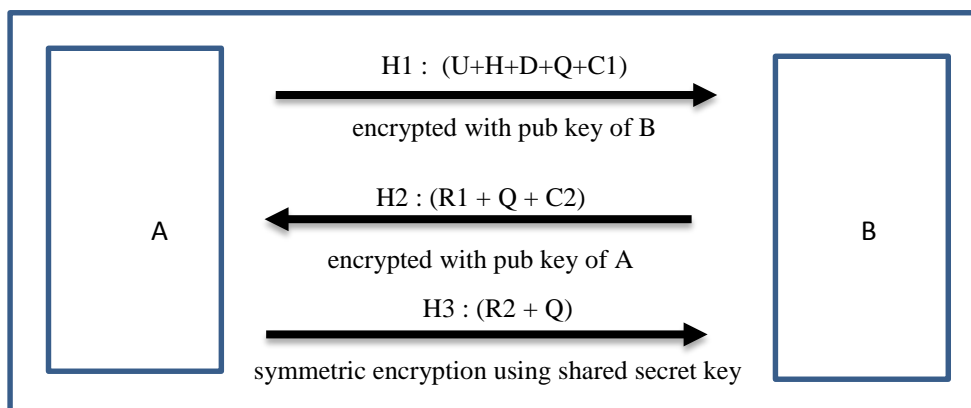 H1 : (U+H+D+Q+C1)
encrypted with pub key of B
H2 : (R1 + Q + C2)
A
B
encrypted with pub key of A
H3 : (R2 + Q)
symmetric encryption using shared secret key